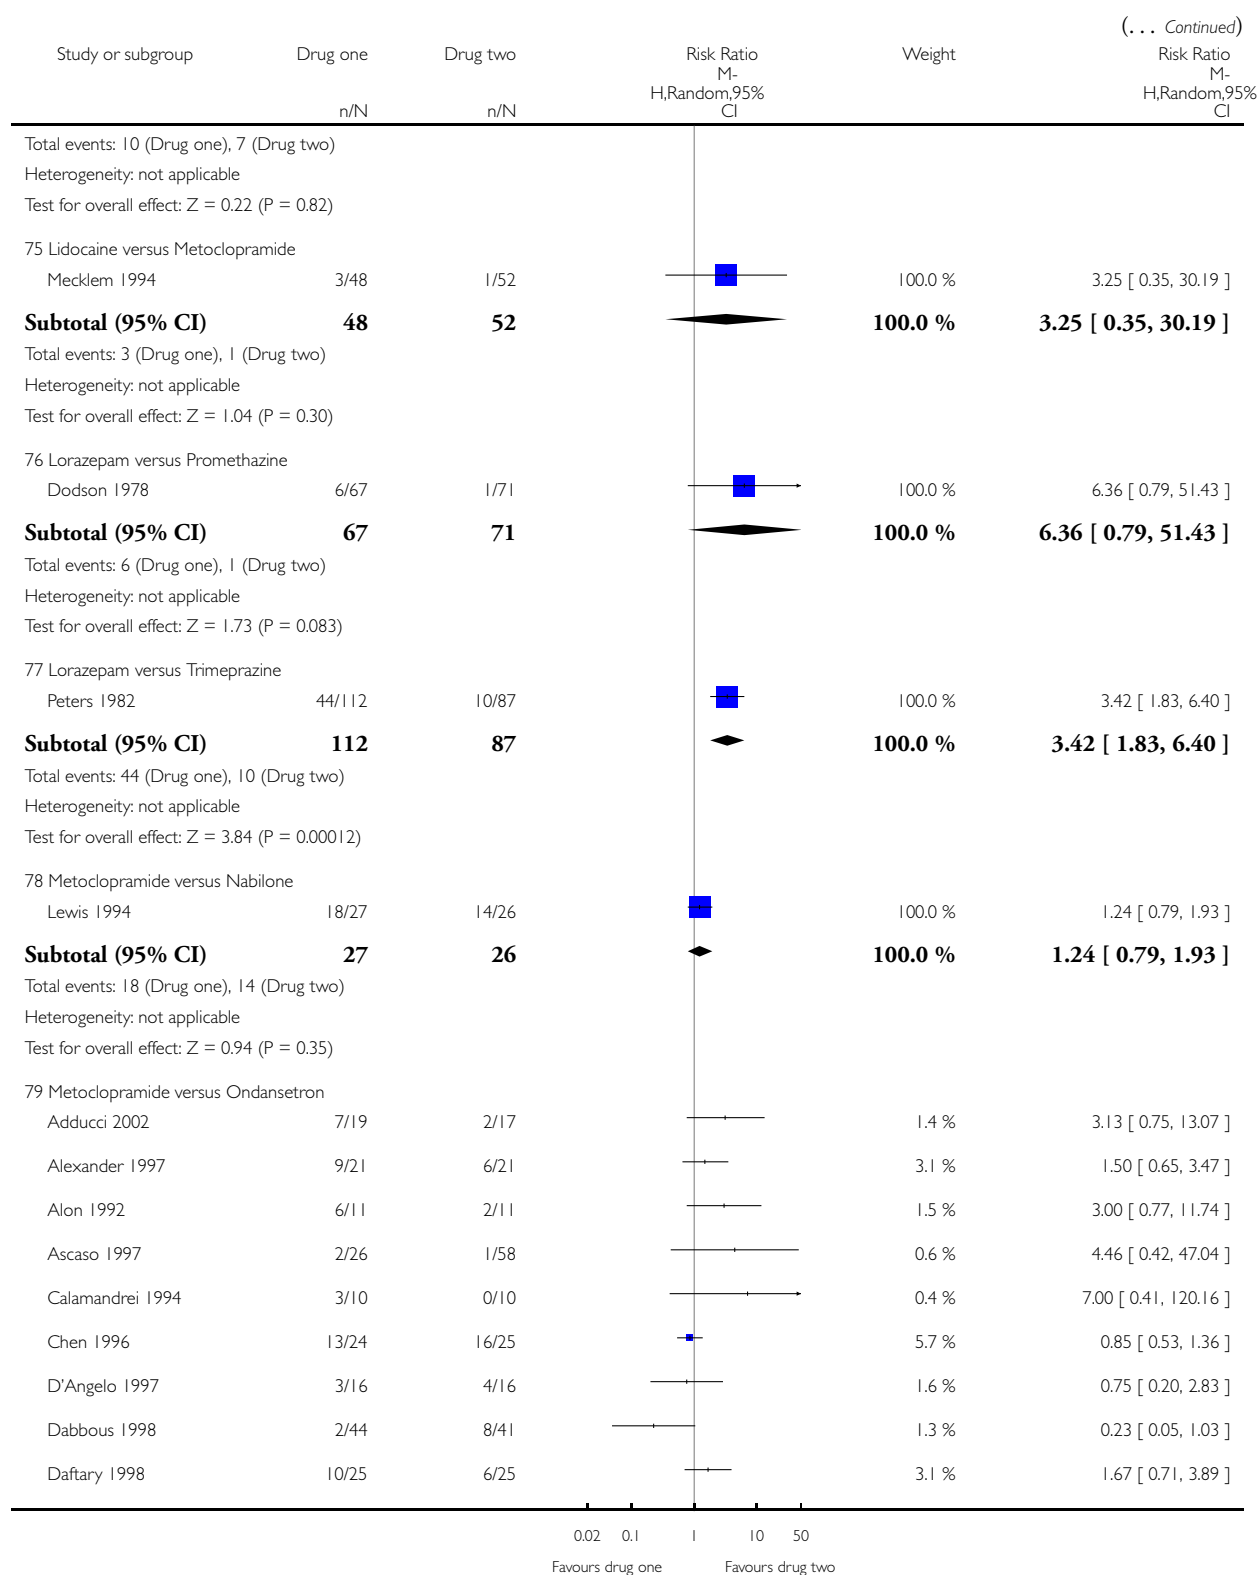 (... Continued)
Study or subgroup Drug one Drug two Risk Ratio Weight Risk Ratio
M- M-
H,Random,95% H,Random,95%
n/N n/N CI CI
Total events: 10 (Drug one), 7 (Drug two)
Heterogeneity: not applicable
Test for overall effect: Z = 0.22 (P = 0.82)
75 Lidocaine versus Metoclopramide
Mecklem 1994 3/48 1/52 100.0 % 3.25 [ 0.35, 30.19 ]
Subtotal (95% CI) 48 52 100.0 % 3.25 [ 0.35, 30.19 ]
Total events: 3 (Drug one), 1 (Drug two)
Heterogeneity: not applicable
Test for overall effect: Z = 1.04 (P = 0.30)
76 Lorazepam versus Promethazine
Dodson 1978 6/67 1/71 100.0 % 6.36 [ 0.79, 51.43 ]
Subtotal (95% CI) 67 71 100.0 % 6.36 [ 0.79, 51.43 ]
Total events: 6 (Drug one), 1 (Drug two)
Heterogeneity: not applicable
Test for overall effect: Z = 1.73 (P = 0.083)
77 Lorazepam versus Trimeprazine
Peters 1982 44/112 10/87 100.0 % 3.42 [ 1.83, 6.40 ]
Subtotal (95% CI) 112 87 100.0 % 3.42 [ 1.83, 6.40 ]
Total events: 44 (Drug one), 10 (Drug two)
Heterogeneity: not applicable
Test for overall effect: Z = 3.84 (P = 0.00012)
78 Metoclopramide versus Nabilone
Lewis 1994 18/27 14/26 100.0 % 1.24 [ 0.79, 1.93 ]
Subtotal (95% CI) 27 26 100.0 % 1.24 [ 0.79, 1.93 ]
Total events: 18 (Drug one), 14 (Drug two)
Heterogeneity: not applicable
Test for overall effect: Z = 0.94 (P = 0.35)
79 Metoclopramide versus Ondansetron
Adducci 2002 7/19 2/17 1.4 % 3.13 [ 0.75, 13.07 ]
Alexander 1997 9/21 6/21 3.1 % 1.50 [ 0.65, 3.47 ]
Alon 1992 6/11 2/11 1.5 % 3.00 [ 0.77, 11.74 ]
Ascaso 1997 2/26 1/58 0.6 % 4.46 [ 0.42, 47.04 ]
Calamandrei 1994 3/10 0/10 0.4 % 7.00 [ 0.41, 120.16 ]
Chen 1996 13/24 16/25 5.7 % 0.85 [ 0.53, 1.36 ]
D'Angelo 1997 3/16 4/16 1.6 % 0.75 [ 0.20, 2.83 ]
Dabbous 1998 2/44 8/41 1.3 % 0.23 [ 0.05, 1.03 ]
Daftary 1998 10/25 6/25 3.1 % 1.67 [ 0.71, 3.89 ]
0.02 0.1 1 10 50
Favours drug one Favours drug two